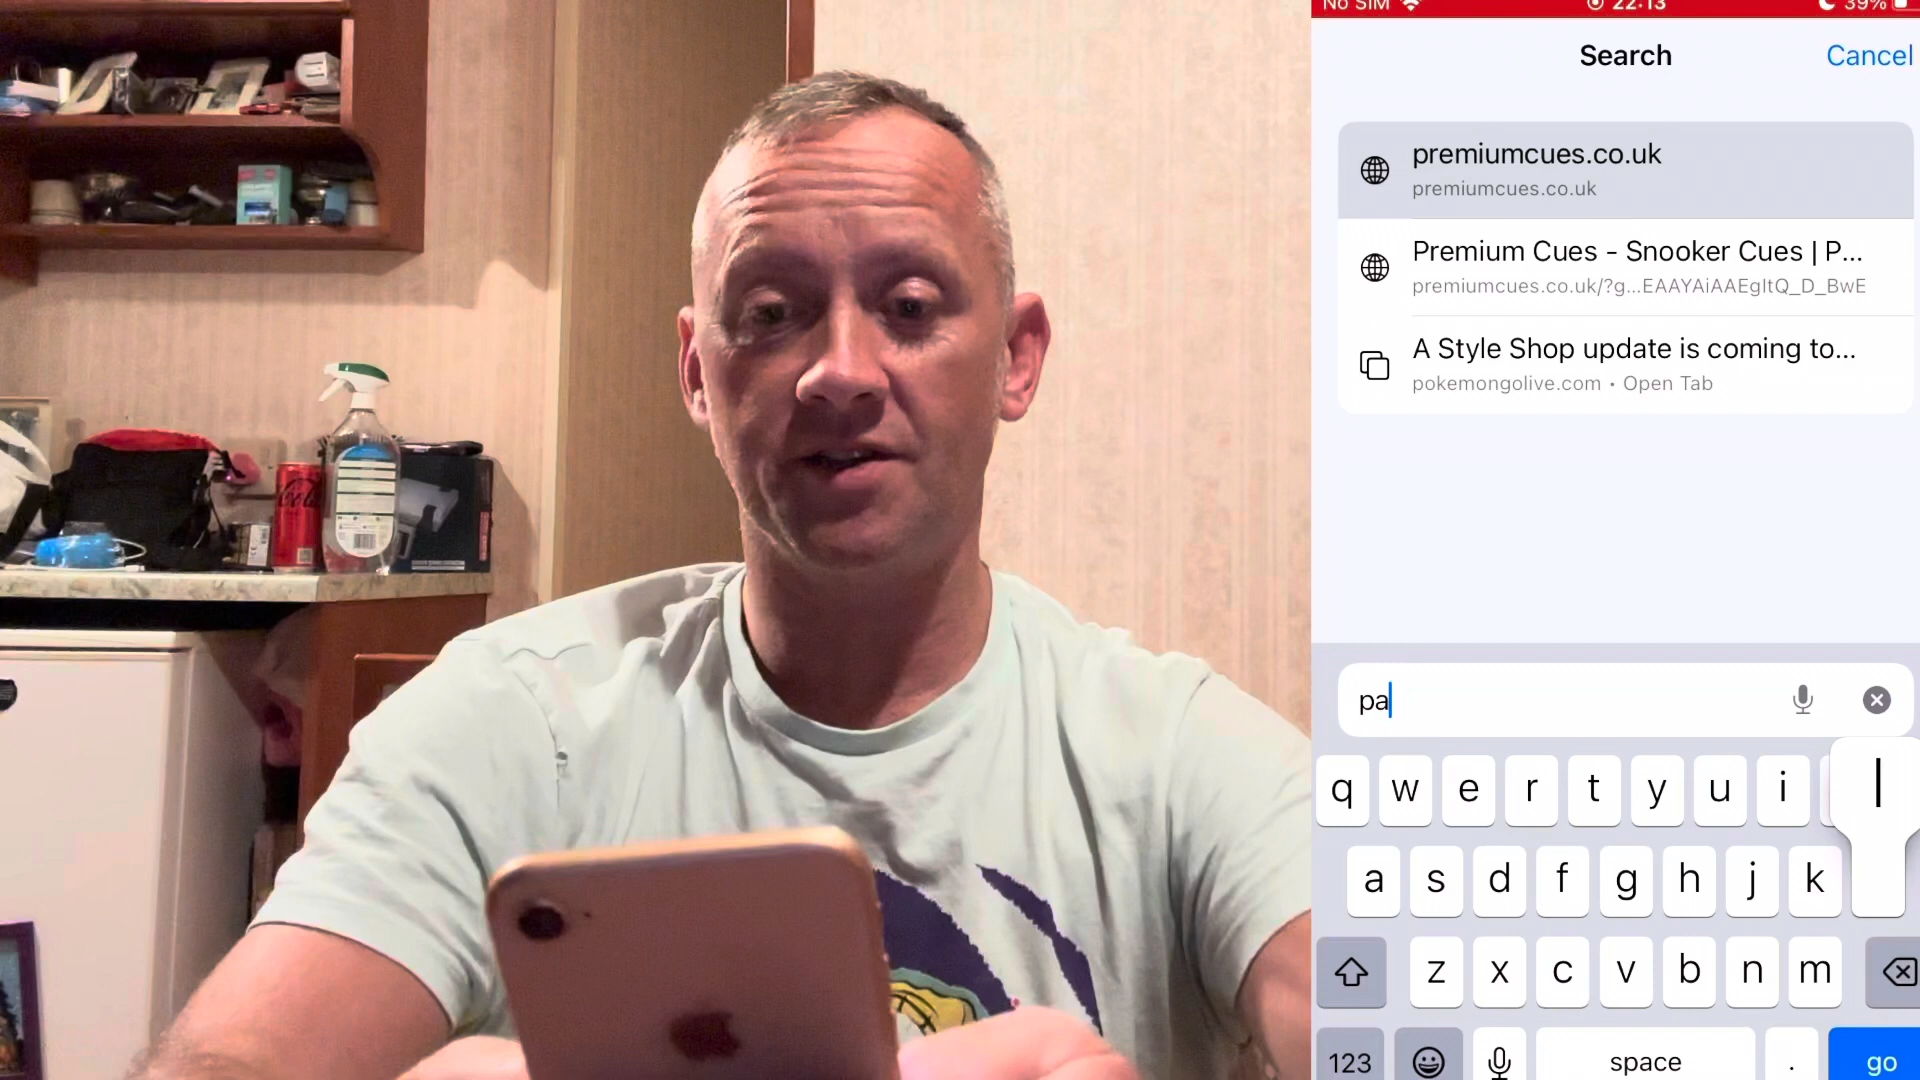 No SIM 22:13 39%
Search Cancel
premiumcues.co.uk
premiumcues.co.uk
Premium Cues - Snooker Cues | P...
premiumcues.co.uk/?g...EAAYAiAAEgItQ_D_BwE
A Style Shop update is coming to...
pokemongolive.com • Open Tab
pa
q w e r t y u i l
a s d f g h j k
z x c v b n m
123 space . go